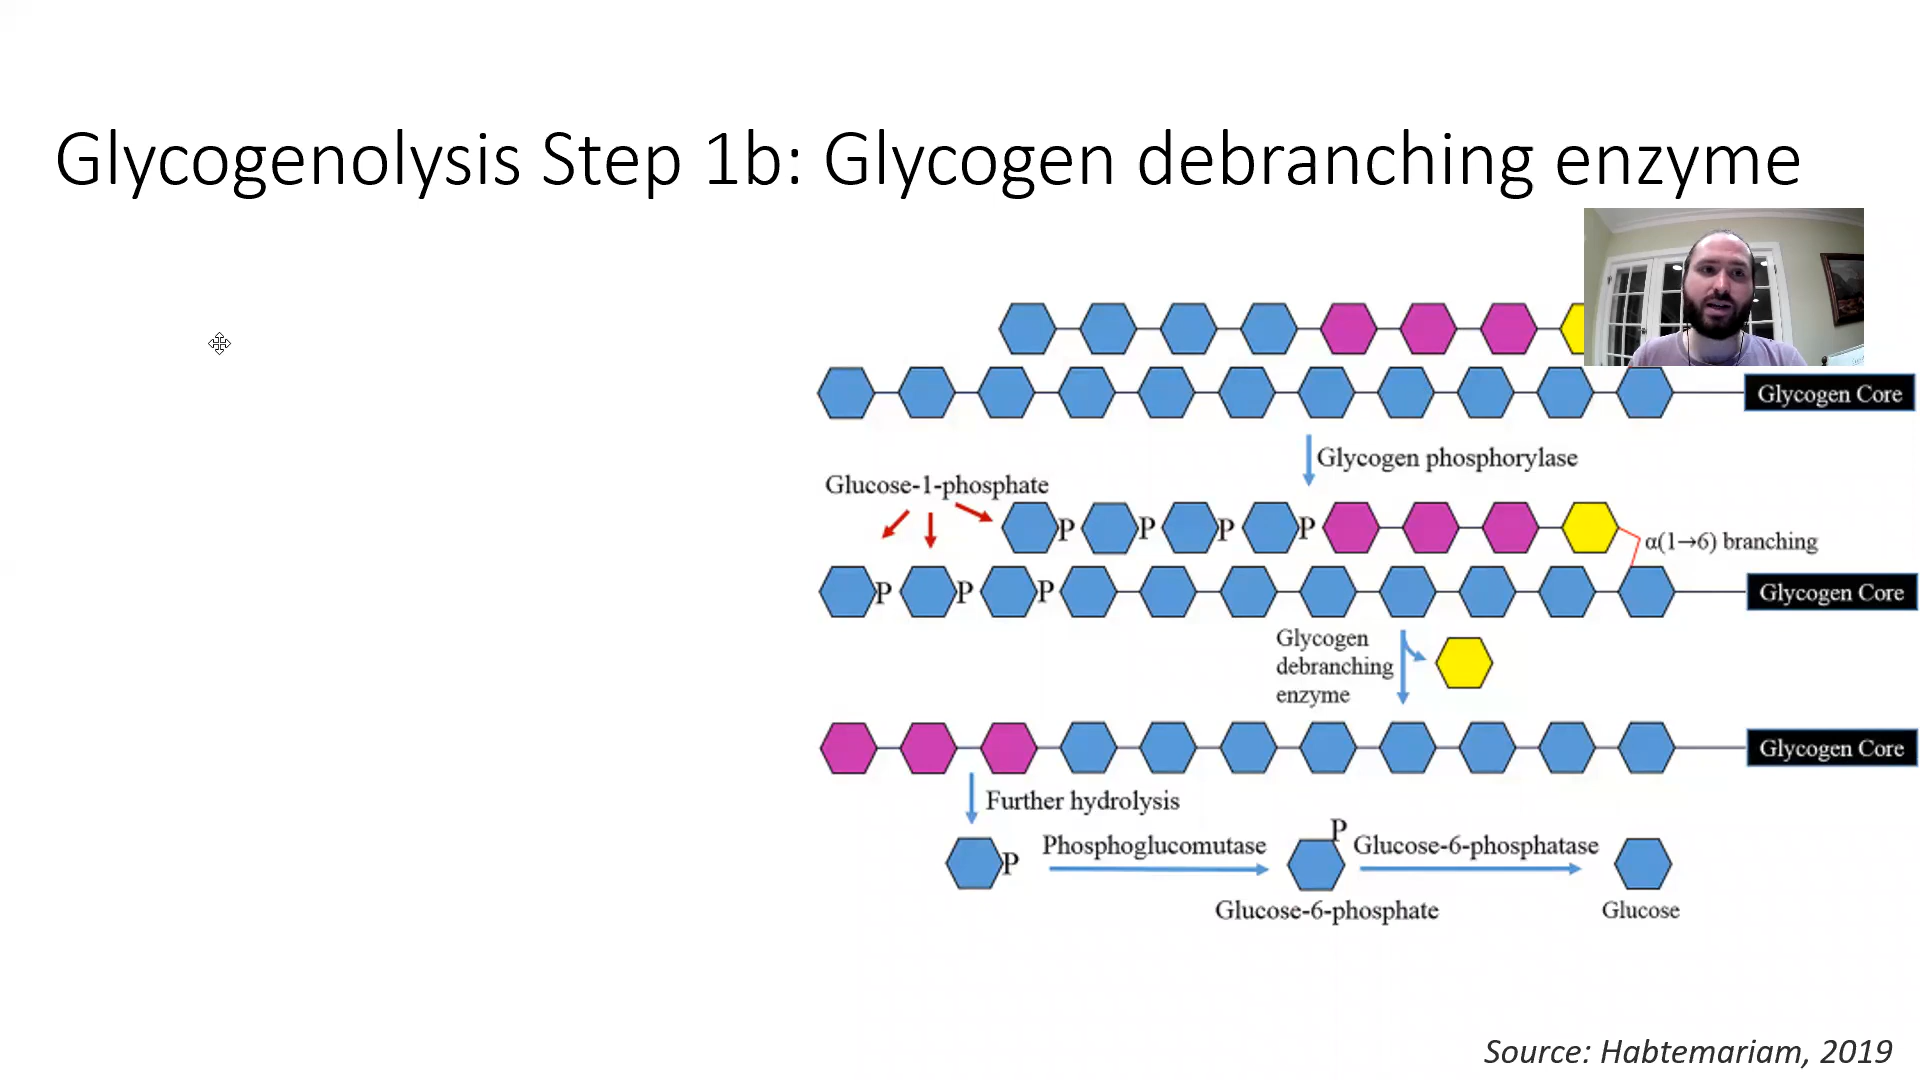 Glycogenolysis Step 1b: Glycogen debranching enzyme
Glycogen Core
Glycogen phosphorylase
Glucose-1-phosphate
P P P P
α(1→6) branching
P P P
Glycogen Core
Glycogen
debranching
enzyme
Glycogen Core
Further hydrolysis
P
Phosphoglucomutase
P
Glucose-6-phosphatase
Glucose-6-phosphate
Glucose
Source: Habtemariam, 2019